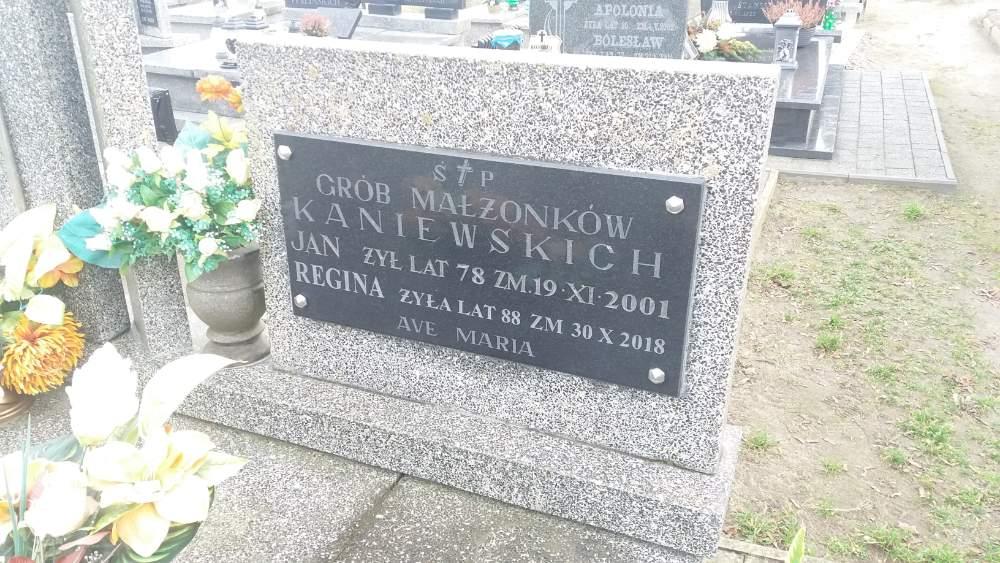 APOLONIA
BOLESŁAW
Ś P
GRÓB MAŁŻONKÓW
KANIEWSKICH
JAN ŻYŁ LAT 78 ZM. 19·XI·2001
REGINA ŻYŁA LAT 88 ZM 30 X 2018
AVE MARIA